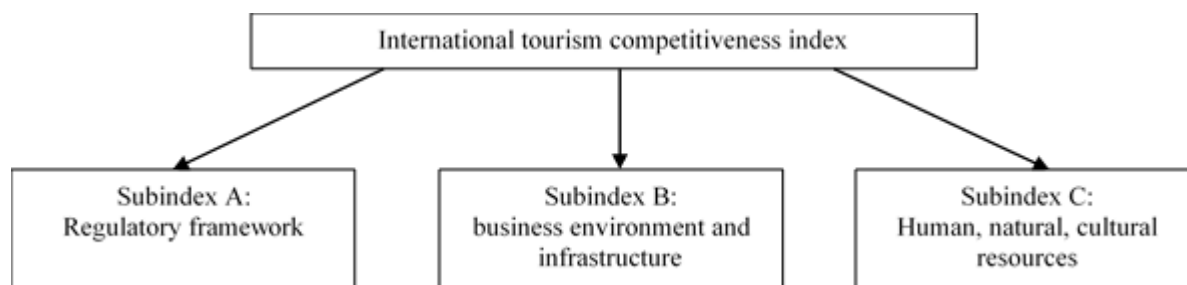 International tourism competitiveness index
Subindex A:
Regulatory framework
Subindex B:
business environment and
infrastructure
Subindex C:
Human, natural, cultural
resources